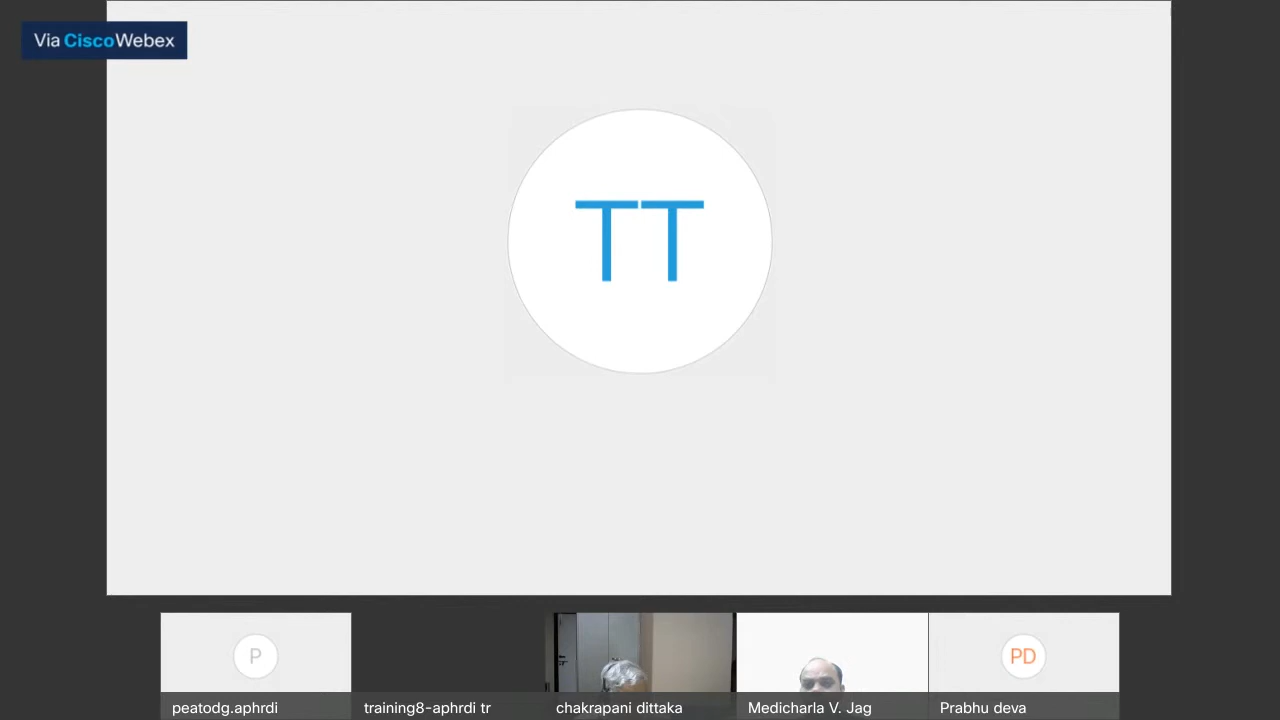 Via CiscoWebex
TT
P
PD
peatodg.aphrdi
training8-aphrdi tr
chakrapani dittaka
Medicharla V. Jag
Prabhu deva